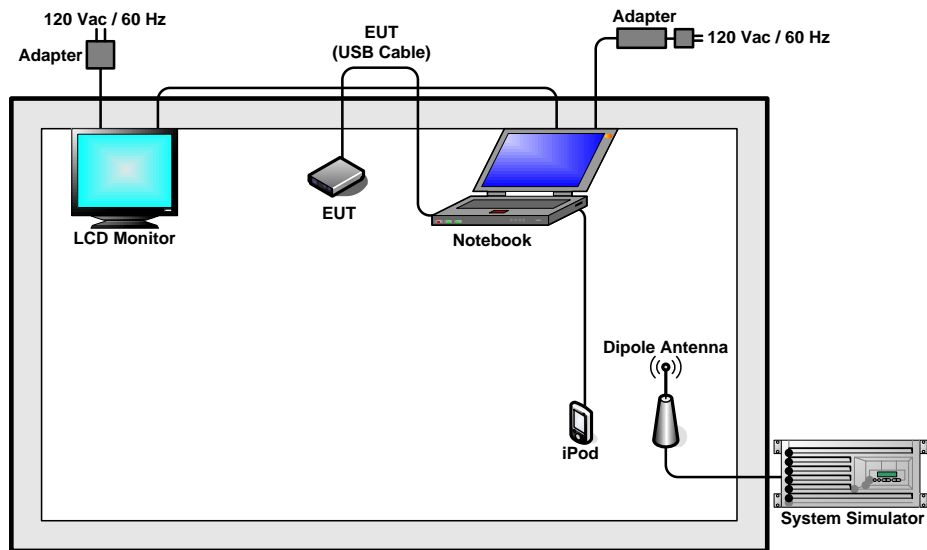 120 Vac / 60 Hz
Adapter
EUT
(USB Cable)
Adapter
120 Vac / 60 Hz
LCD Monitor
EUT
Notebook
Dipole Antenna
iPod
System Simulator